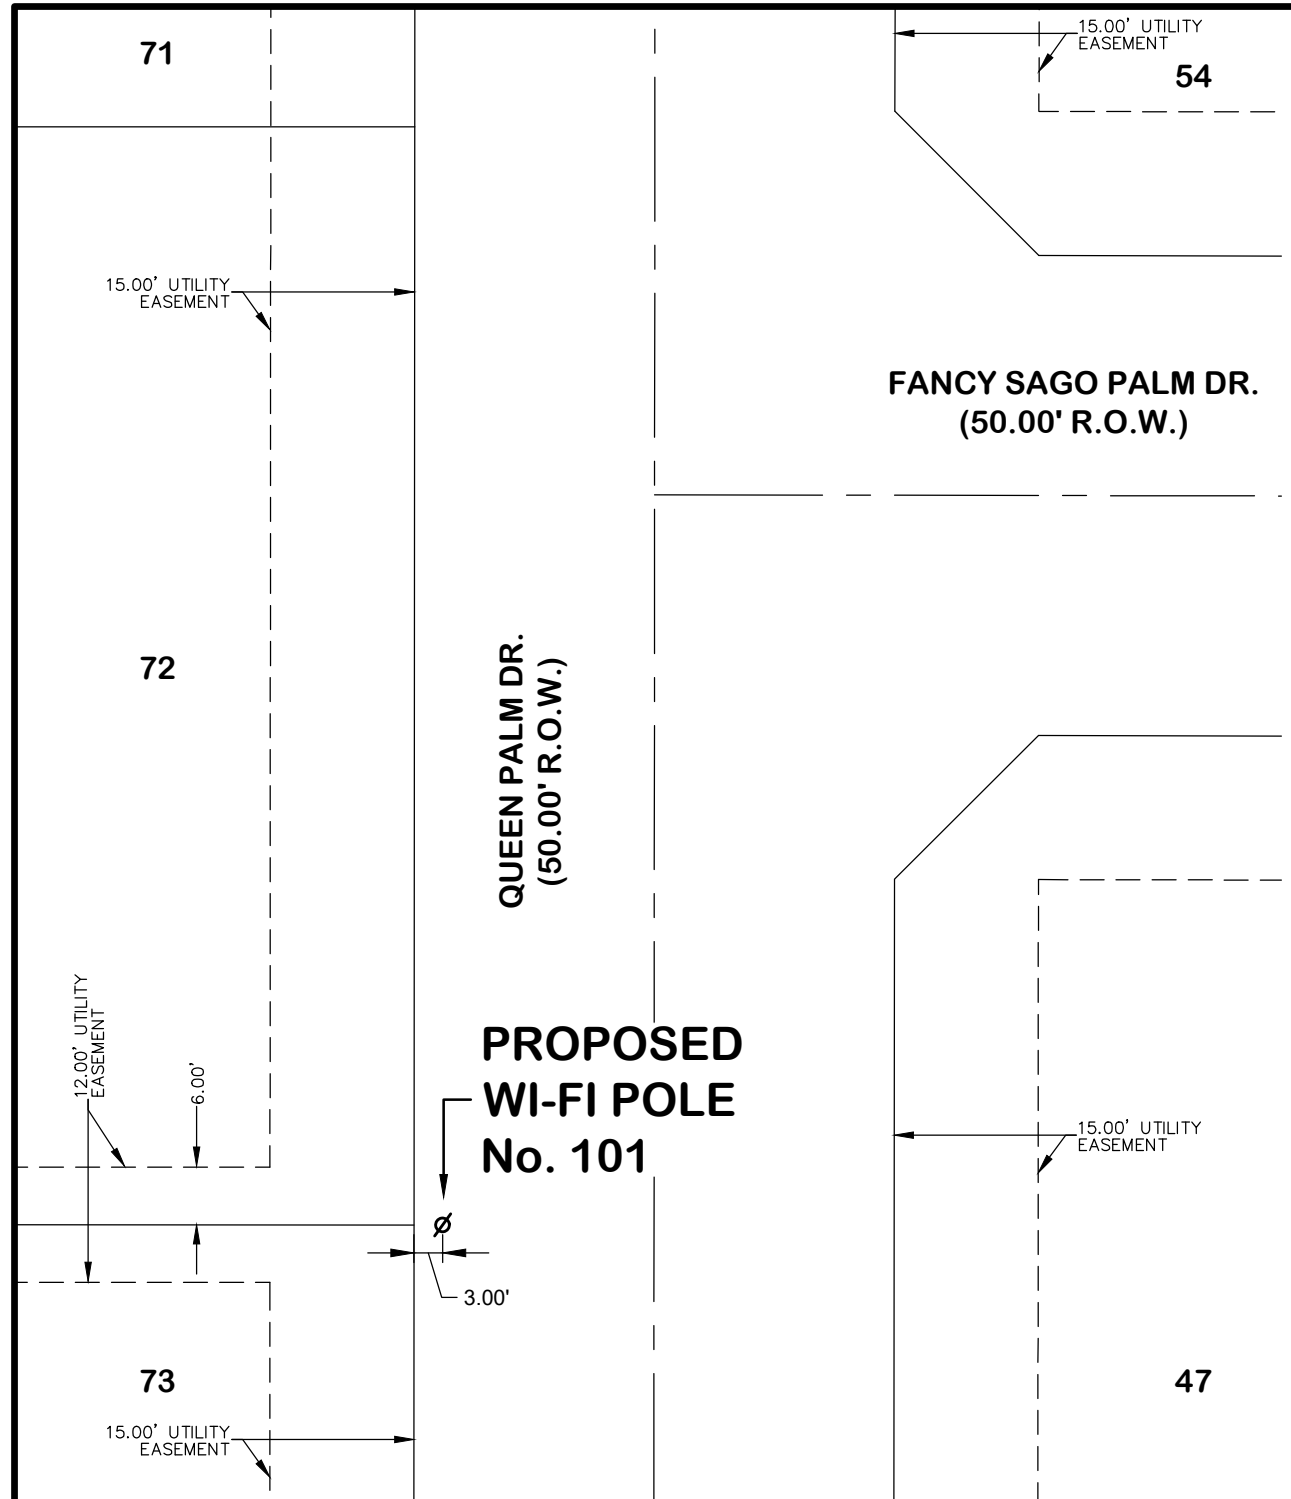 71
15.00' UTILITY
EASEMENT
54
15.00' UTILITY
EASEMENT
FANCY SAGO PALM DR.
(50.00' R.O.W.)
72
QUEEN PALM DR.
(50.00' R.O.W.)
12.00' UTILITY
EASEMENT
6.00'
PROPOSED
WI-FI POLE
No. 101
15.00' UTILITY
EASEMENT
3.00'
73
47
15.00' UTILITY
EASEMENT